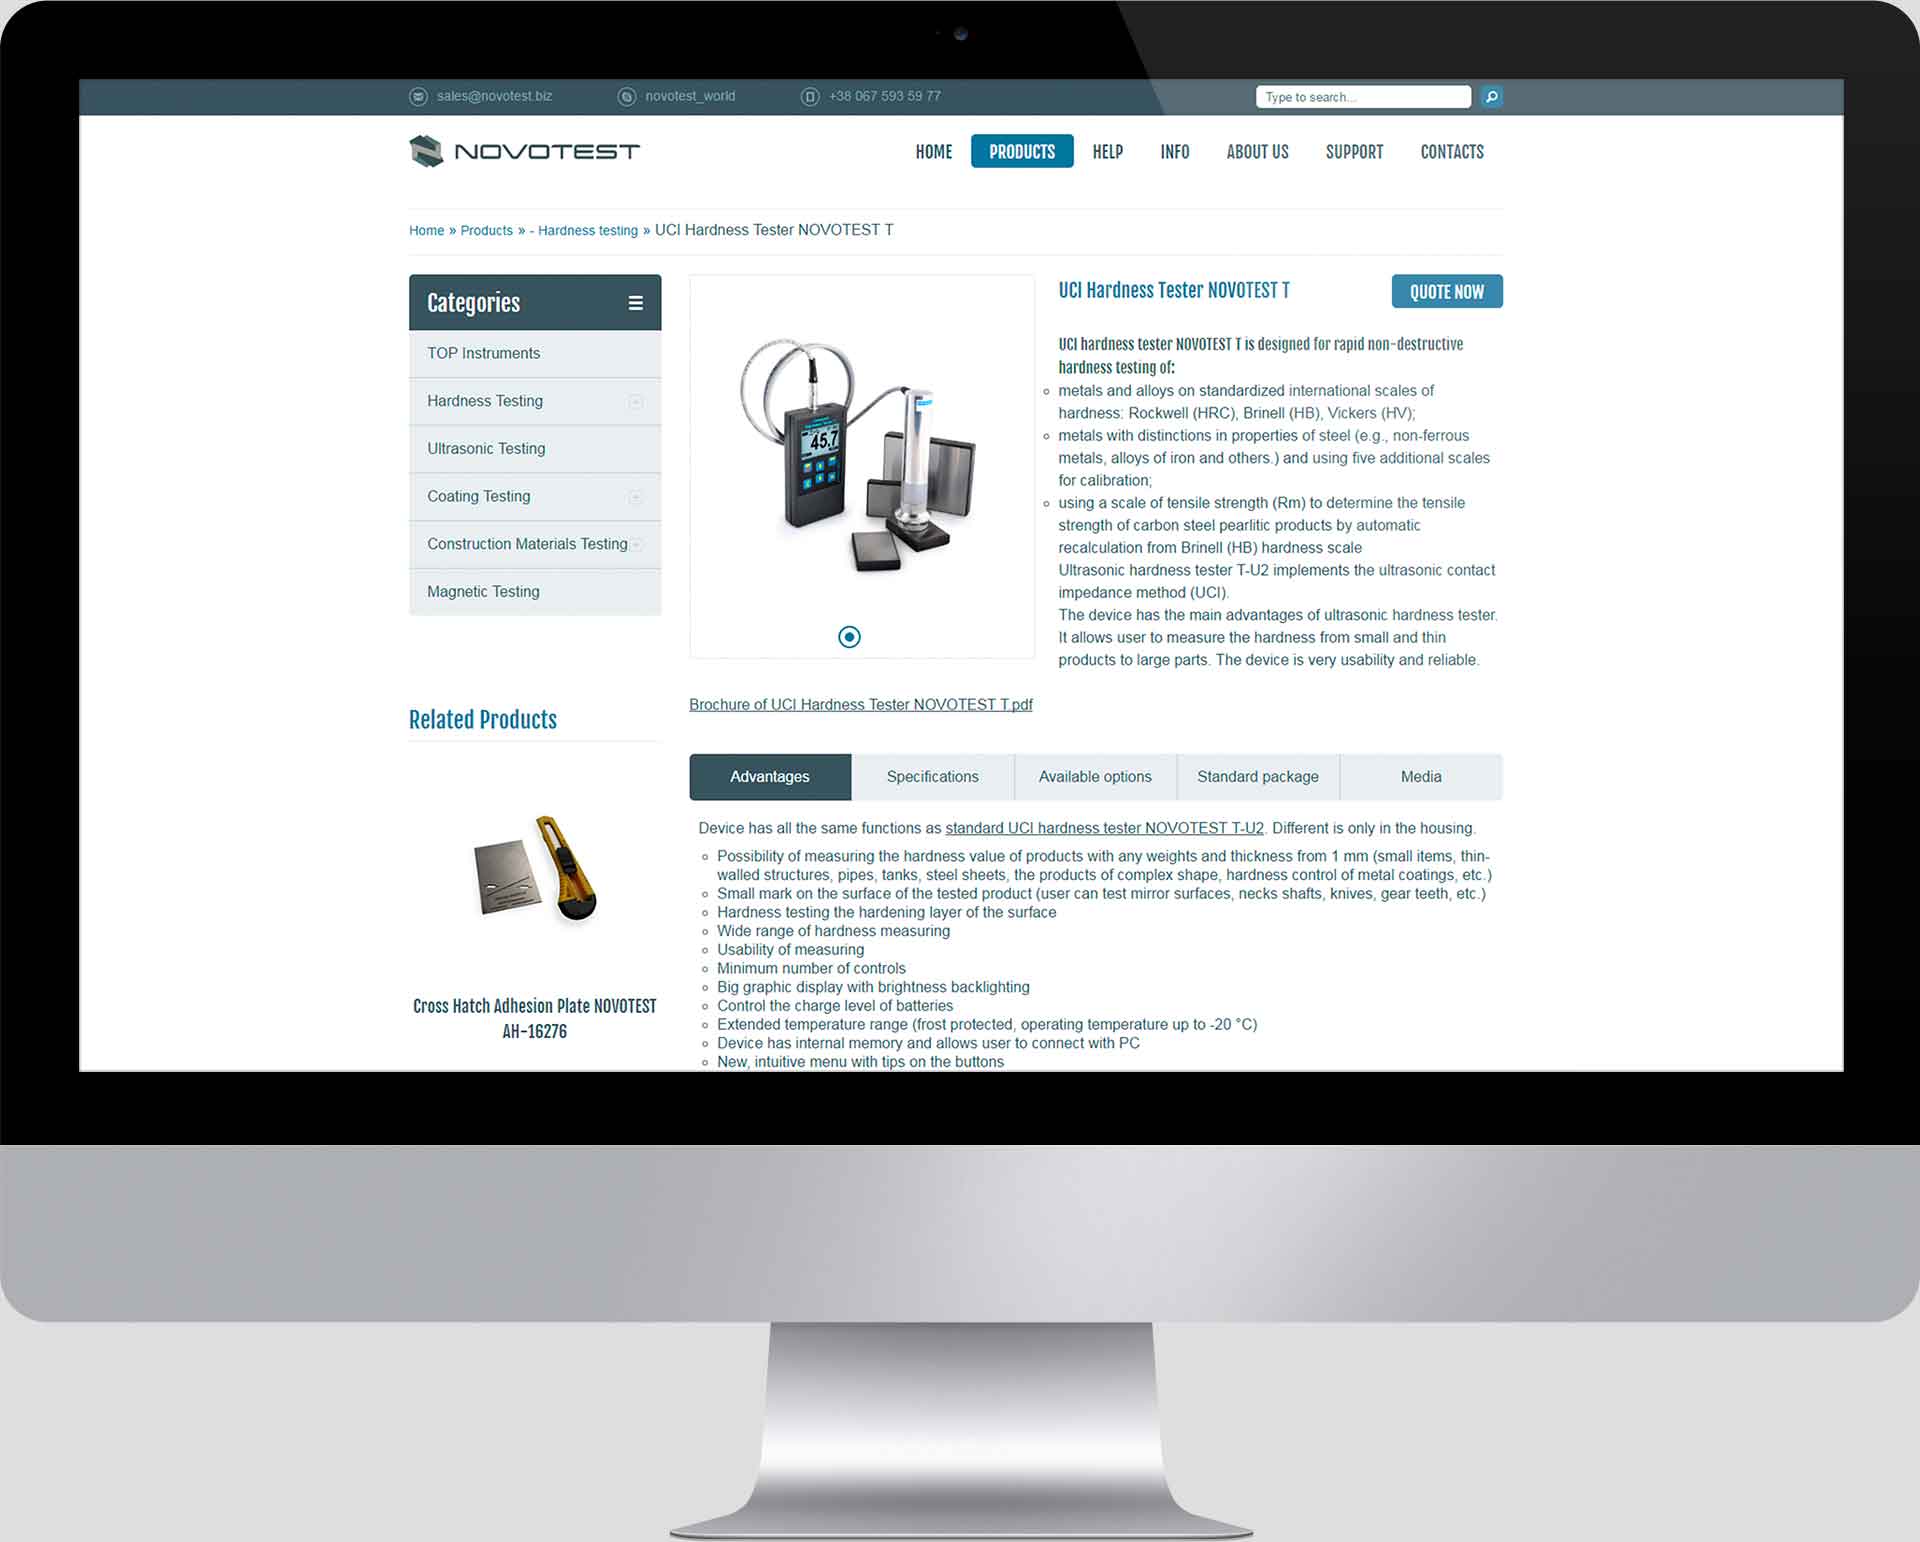 sales@novotest.biz novotest_world +38 067 593 59 77 Type to search...
NOVOTEST HOME PRODUCTS HELP INFO ABOUT US SUPPORT CONTACTS
Home » Products » - Hardness testing » UCI Hardness Tester NOVOTEST T
Categories
TOP Instruments
Hardness Testing
Ultrasonic Testing
Coating Testing
Construction Materials Testing
Magnetic Testing
45.7
UCI Hardness Tester NOVOTEST T
QUOTE NOW
UCI hardness tester NOVOTEST T is designed for rapid non-destructive
hardness testing of:
metals and alloys on standardized international scales of
hardness: Rockwell (HRC), Brinell (HB), Vickers (HV);
metals with distinctions in properties of steel (e.g., non-ferrous
metals, alloys of iron and others.) and using five additional scales
for calibration;
using a scale of tensile strength (Rm) to determine the tensile
strength of carbon steel pearlitic products by automatic
recalculation from Brinell (HB) hardness scale
Ultrasonic hardness tester T-U2 implements the ultrasonic contact
impedance method (UCI).
The device has the main advantages of ultrasonic hardness tester.
It allows user to measure the hardness from small and thin
products to large parts. The device is very usability and reliable.
Brochure of UCI Hardness Tester NOVOTEST T.pdf
Related Products
Cross Hatch Adhesion Plate NOVOTEST
AH-16276
Advantages Specifications Available options Standard package Media
Device has all the same functions as standard UCI hardness tester NOVOTEST T-U2. Different is only in the housing.
Possibility of measuring the hardness value of products with any weights and thickness from 1 mm (small items, thin-
walled structures, pipes, tanks, steel sheets, the products of complex shape, hardness control of metal coatings, etc.)
Small mark on the surface of the tested product (user can test mirror surfaces, necks shafts, knives, gear teeth, etc.)
Hardness testing the hardening layer of the surface
Wide range of hardness measuring
Usability of measuring
Minimum number of controls
Big graphic display with brightness backlighting
Control the charge level of batteries
Extended temperature range (frost protected, operating temperature up to -20 °C)
Device has internal memory and allows user to connect with PC
New, intuitive menu with tips on the buttons